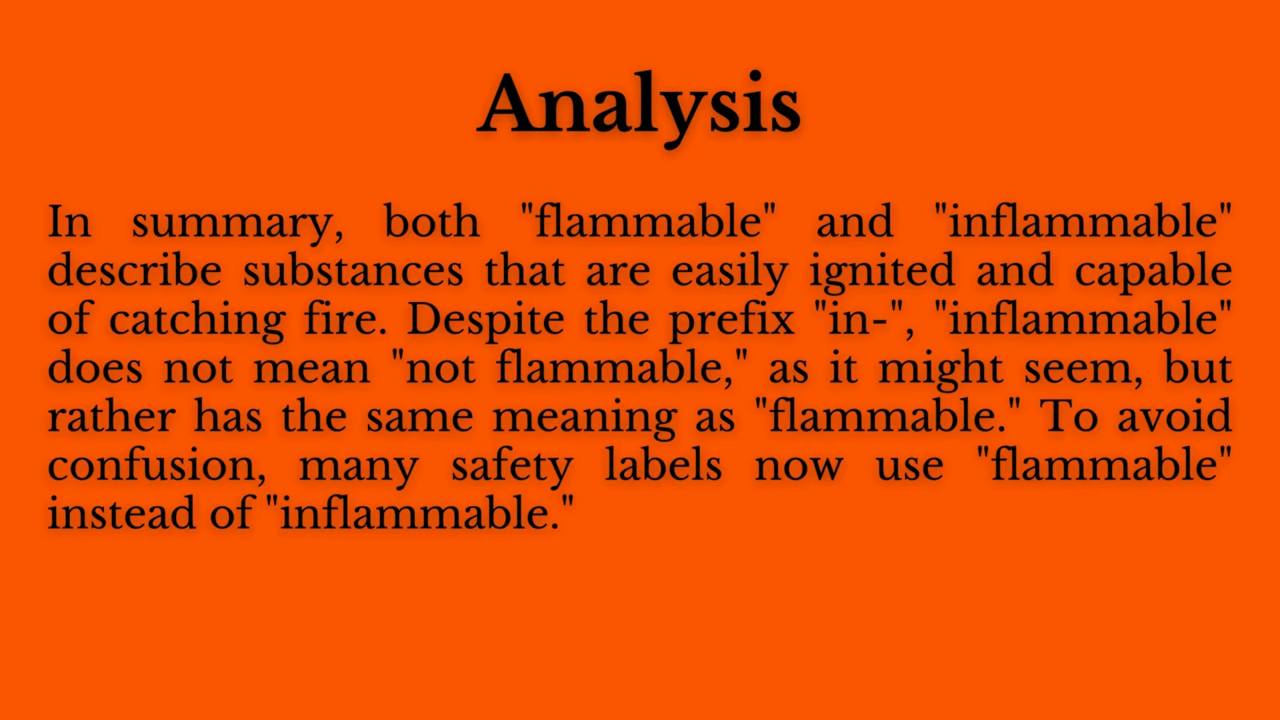 Analysis
In summary, both "flammable" and "inflammable"
describe substances that are easily ignited and capable
of catching fire. Despite the prefix "in-", "inflammable"
does not mean "not flammable," as it might seem, but
rather has the same meaning as "flammable." To avoid
confusion, many safety labels now use "flammable"
instead of "inflammable."